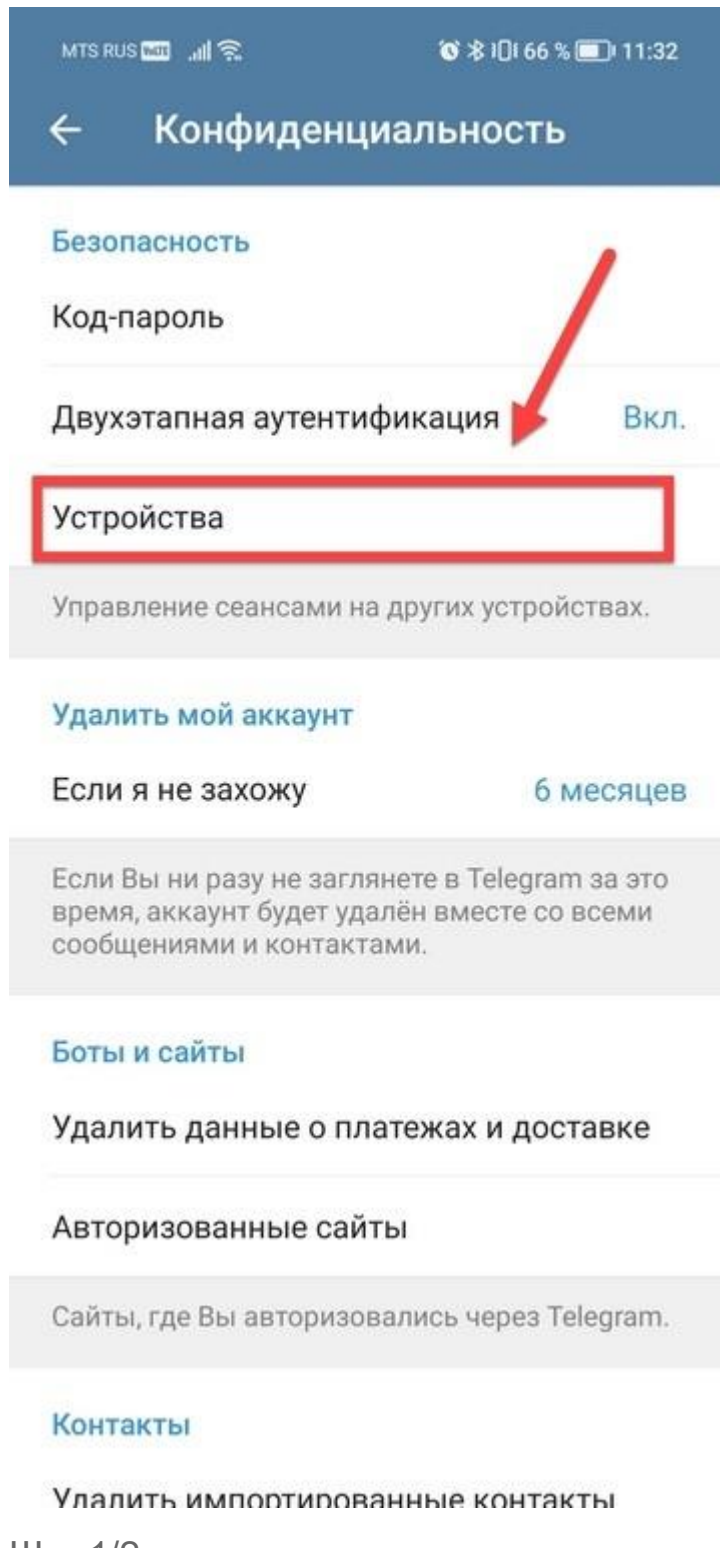 MTS RUS VoLTE 66 % 11:32
Конфиденциальность
Безопасность
Код-пароль
Двухэтапная аутентификация Вкл.
Устройства
Управление сеансами на других устройствах.
Удалить мой аккаунт
Если я не захожу 6 месяцев
Если Вы ни разу не заглянете в Telegram за это
время, аккаунт будет удалён вместе со всеми
сообщениями и контактами.
Боты и сайты
Удалить данные о платежах и доставке
Авторизованные сайты
Сайты, где Вы авторизовались через Telegram.
Контакты
Удалить импортированные контакты